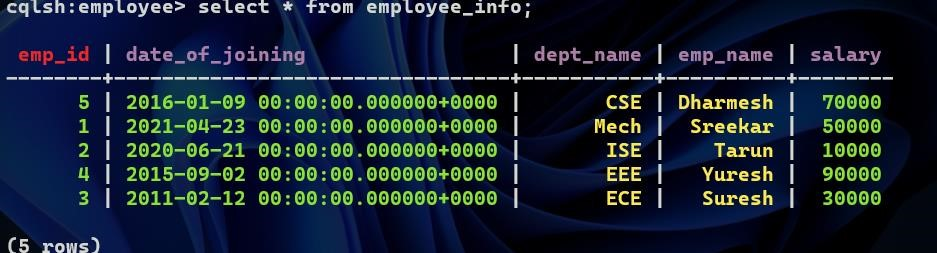 cqlsh:employee> select * from employee_info;
emp_id | date_of_joining | dept_name | emp_name | salary
--------+---------------------------------+-----------+----------+--------
5 | 2016-01-09 00:00:00.000000+0000 | CSE | Dharmesh | 70000
1 | 2021-04-23 00:00:00.000000+0000 | Mech | Sreekar | 50000
2 | 2020-06-21 00:00:00.000000+0000 | ISE | Tarun | 10000
4 | 2015-09-02 00:00:00.000000+0000 | EEE | Yuresh | 90000
3 | 2011-02-12 00:00:00.000000+0000 | ECE | Suresh | 30000
(5 rows)